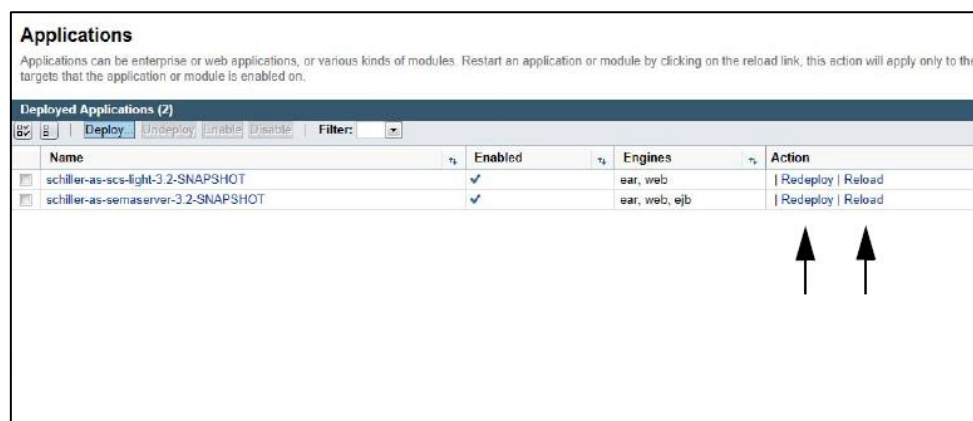 Applications
Applications can be enterprise or web applications, or various kinds of modules. Restart an application or module by clicking on the reload link, this action will apply only to the
targets that the application or module is enabled on.
Deployed Applications (2)
Deploy... Undeploy Enable Disable Filter:
Name Enabled Engines Action
schiller-as-scs-light-3.2-SNAPSHOT ear, web | Redeploy | Reload
schiller-as-semaserver-3.2-SNAPSHOT ear, web, ejb | Redeploy | Reload